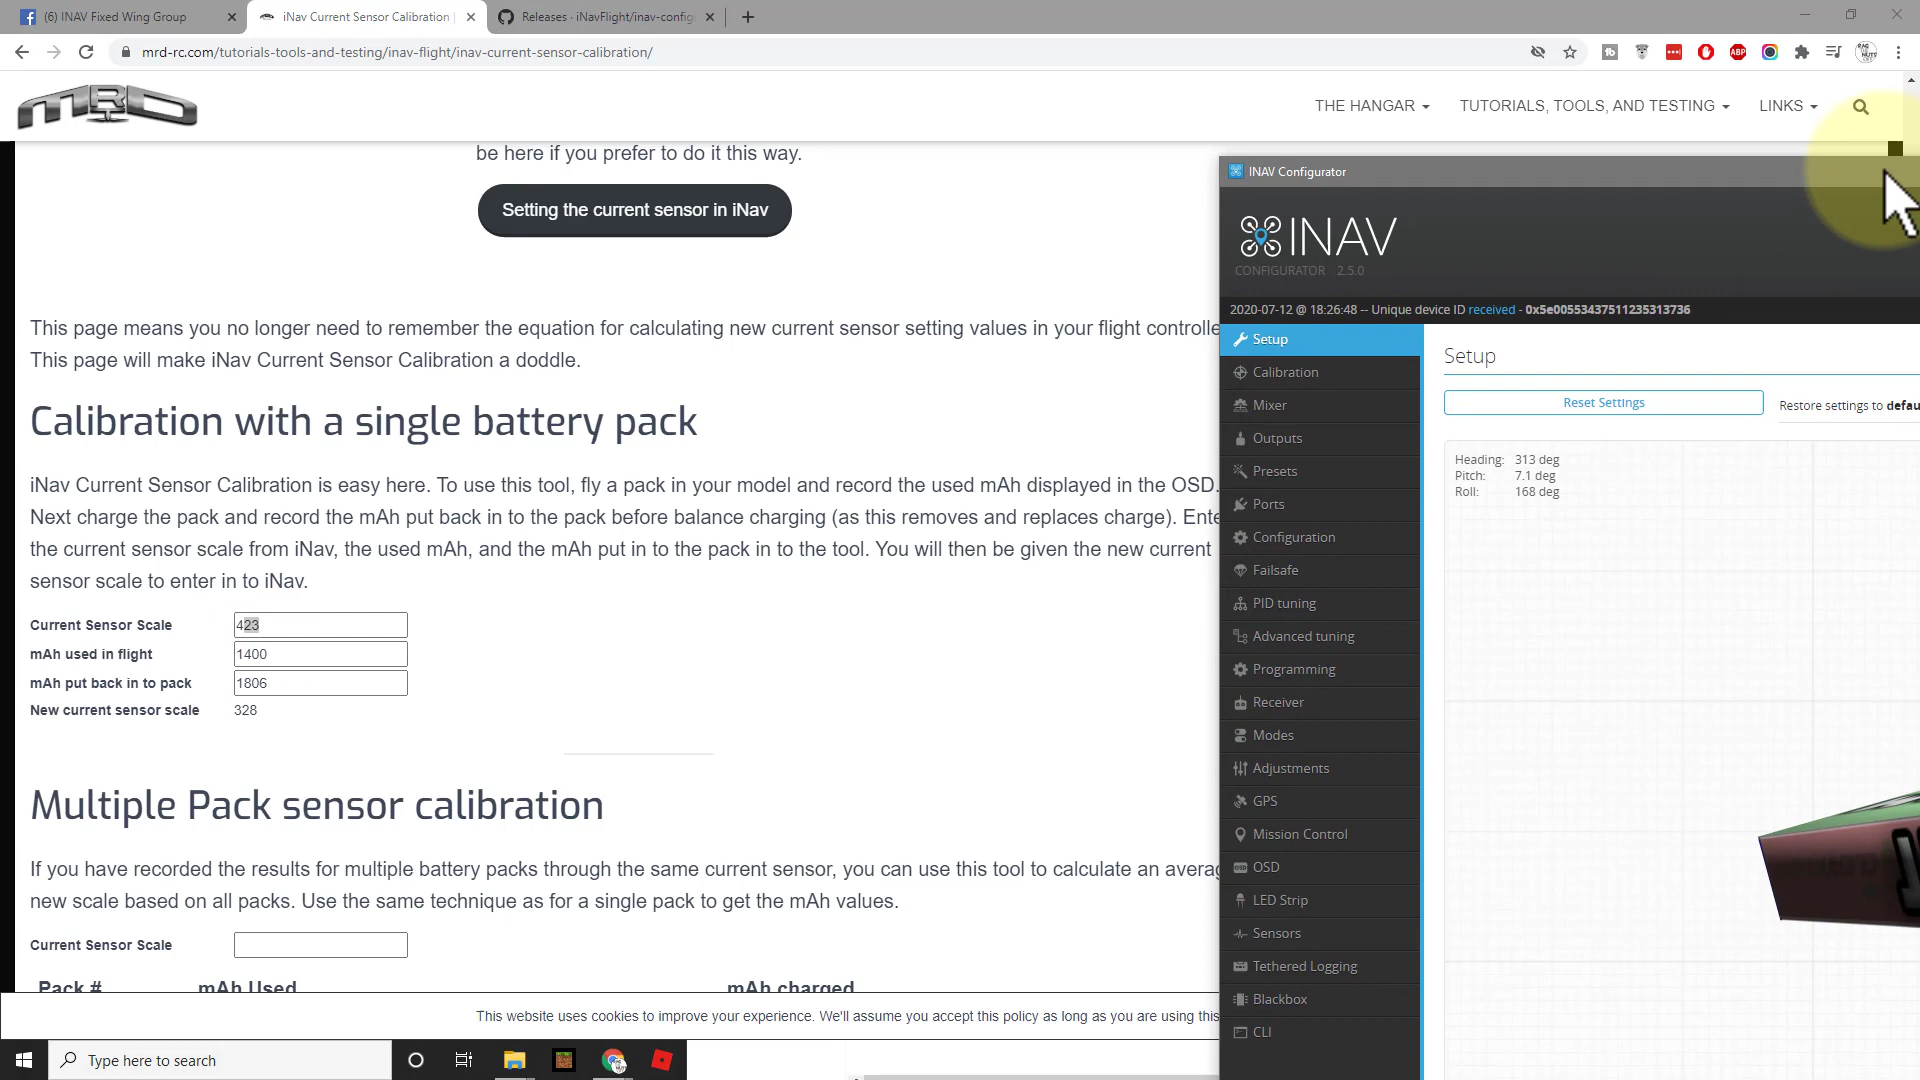 (6) INAV Fixed Wing Group
iNav Current Sensor Calibration |
Releases · iNavFlight/inav-config
mrd-rc.com/tutorials-tools-and-testing/inav-flight/inav-current-sensor-calibration/
ABP
MRD
THE HANGAR
TUTORIALS, TOOLS, AND TESTING
LINKS
be here if you prefer to do it this way.
Setting the current sensor in iNav
This page means you no longer need to remember the equation for calculating new current sensor setting values in your flight controlle
This page will make iNav Current Sensor Calibration a doddle.
Calibration with a single battery pack
iNav Current Sensor Calibration is easy here. To use this tool, fly a pack in your model and record the used mAh displayed in the OSD.
Next charge the pack and record the mAh put back in to the pack before balance charging (as this removes and replaces charge). Ente
the current sensor scale from iNav, the used mAh, and the mAh put in to the pack in to the tool. You will then be given the new current
sensor scale to enter in to iNav.
Current Sensor Scale 423
mAh used in flight 1400
mAh put back in to pack 1806
New current sensor scale 328
Multiple Pack sensor calibration
If you have recorded the results for multiple battery packs through the same current sensor, you can use this tool to calculate an averag
new scale based on all packs. Use the same technique as for a single pack to get the mAh values.
Current Sensor Scale
Pack # mAh Used mAh charged
This website uses cookies to improve your experience. We'll assume you accept this policy as long as you are using this
Type here to search
INAV Configurator
INAV
CONFIGURATOR 2.5.0
2020-07-12 @ 18:26:48 -- Unique device ID received - 0x5e0055343751123531​3736
Setup
Calibration
Mixer
Outputs
Presets
Ports
Configuration
Failsafe
PID tuning
Advanced tuning
Programming
Receiver
Modes
Adjustments
GPS
Mission Control
OSD
LED Strip
Sensors
Tethered Logging
Blackbox
CLI
Setup
Reset Settings
Restore settings to defau
Heading: 313 deg
Pitch: 7.1 deg
Roll: 168 deg